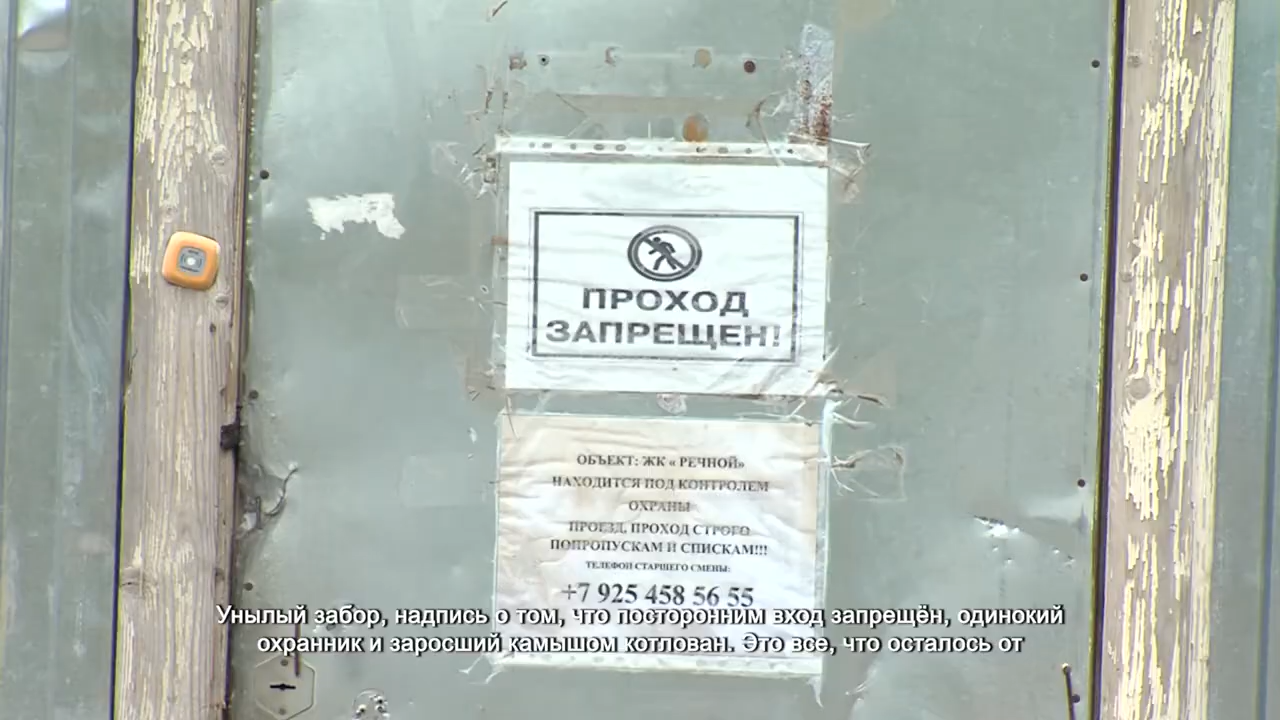 ПРОХОД
ЗАПРЕЩЕН!
ОБЪЕКТ: ЖК « РЕЧНОЙ»
НАХОДИТСЯ ПОД КОНТРОЛЕМ
ОХРАНЫ
ПРОЕЗД, ПРОХОД СТРОГО
ПОПРОПУСКАМ И СПИСКАМ!!!
ТЕЛЕФОН СТАРШЕГО СМЕНЫ:
+7 925 458 56 55
Унылый забор, надпись о том, что посторонним вход запрещён, одинокий
охранник и заросший камышом котлован. Это все, что осталось от